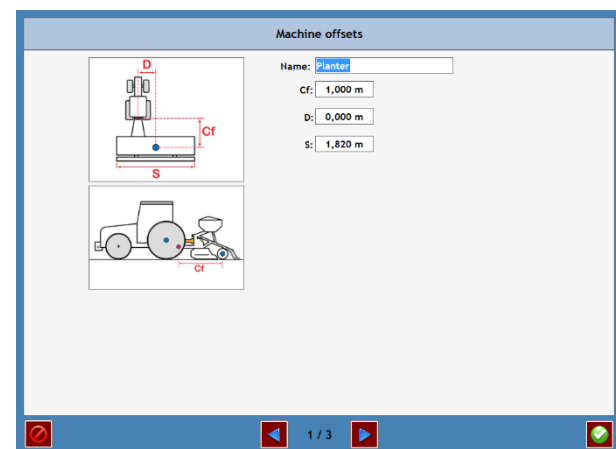 Machine offsets
Name: Planter
Cf: 1,000 m
D: 0,000 m
S: 1,820 m
D
Cf
S
Cf
1 / 3